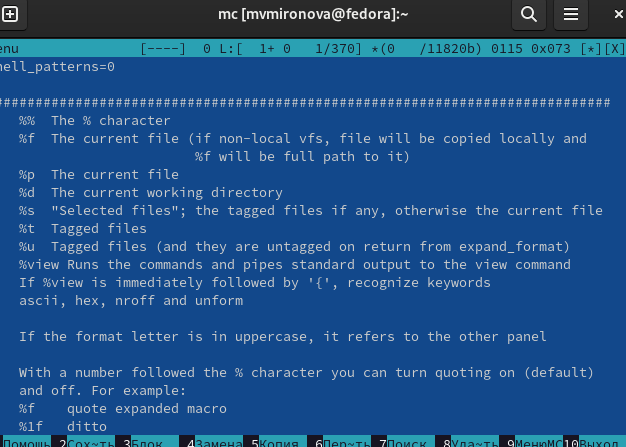 mc [mvmironova@fedora]:~
enu [----] 0 L:[ 1+ 0 1/370] *(0 /11820b) 0115 0x073 [*][X]
hell_patterns=0
################################################################################
%% The % character
%f The current file (if non-local vfs, file will be copied locally and
%f will be full path to it)
%p The current file
%d The current working directory
%s "Selected files"; the tagged files if any, otherwise the current file
%t Tagged files
%u Tagged files (and they are untagged on return from expand_format)
%view Runs the commands and pipes standard output to the view command
If %view is immediately followed by '{', recognize keywords
ascii, hex, nroff and unform
If the format letter is in uppercase, it refers to the other panel
With a number followed the % character you can turn quoting on (default)
and off. For example:
%f quote expanded macro
%1f ditto
Помощь 2Сох~ть 3Блок 4Замена 5Копия 6Пер~ть 7Поиск 8Уда~ть 9МенюMC 10Выход